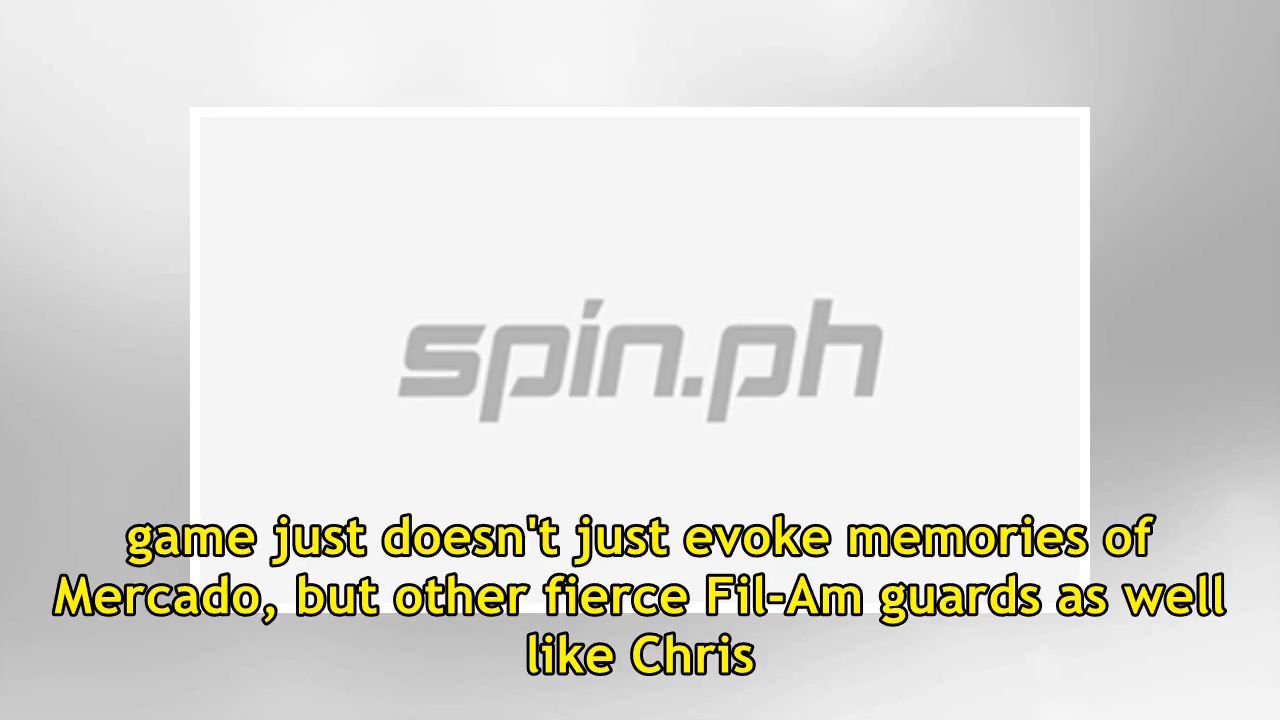 spin.ph
game just doesn't just evoke memories of
Mercado, but other fierce Fil-Am guards as well
like Chris